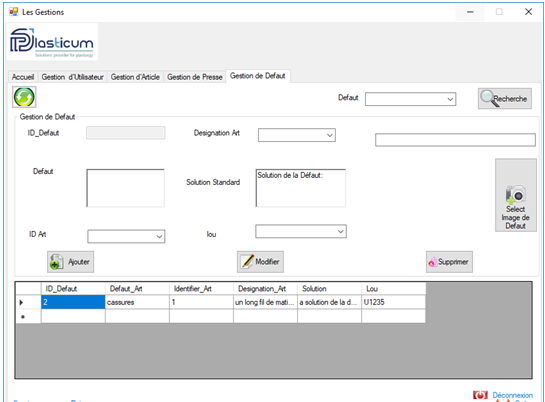 Les Gestions
Plasticum
Solutions provider for plasturgy
Accueil Gestion d'Utilisateur Gestion d'Article Gestion de Presse Gestion de Defaut
Defaut Recherche
Gestion de Defaut
ID_Defaut Designation Art
Defaut Solution Standard Solution de la Défaut:
Select
Image de
Defaut
ID Art lou
Ajouter Modifier Supprimer
ID_Defaut Defaut_Art Identifier_Art Designation_Art Solution Lou
2 cassures 1 un long fil de mati... a solution de la d... U1235
Déconnexion